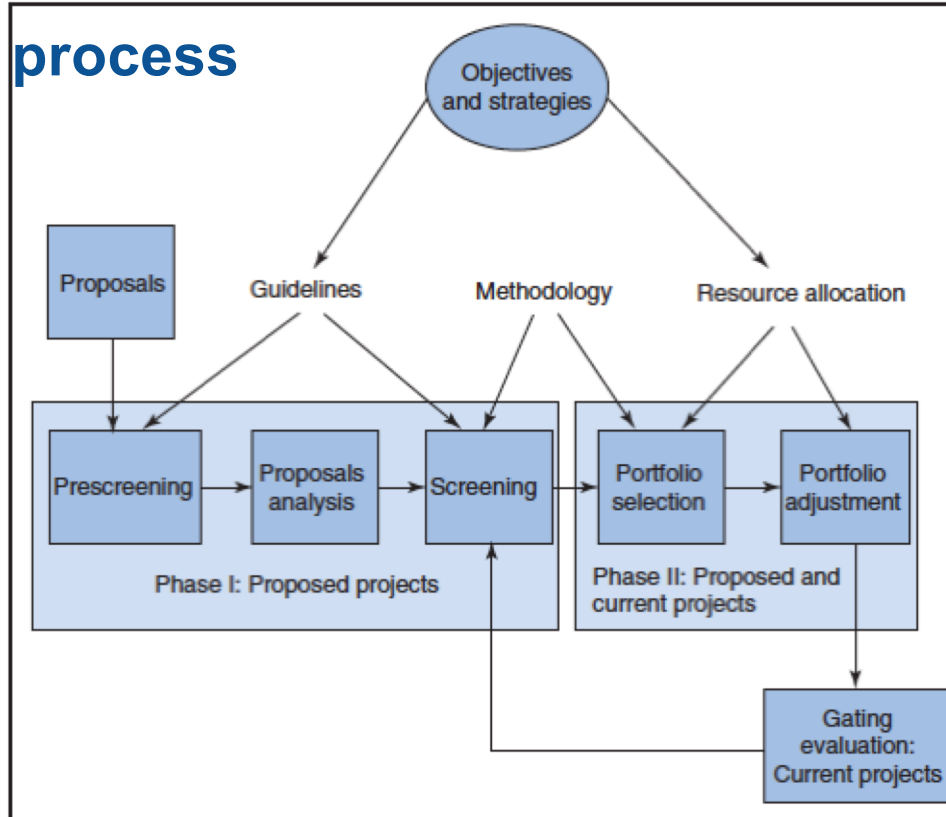 process
Objectives
and strategies
Proposals
Guidelines
Methodology
Resource allocation
Prescreening
Proposals
analysis
Screening
Portfolio
selection
Portfolio
adjustment
Phase I: Proposed projects
Phase II: Proposed and
current projects
Gating
evaluation:
Current projects